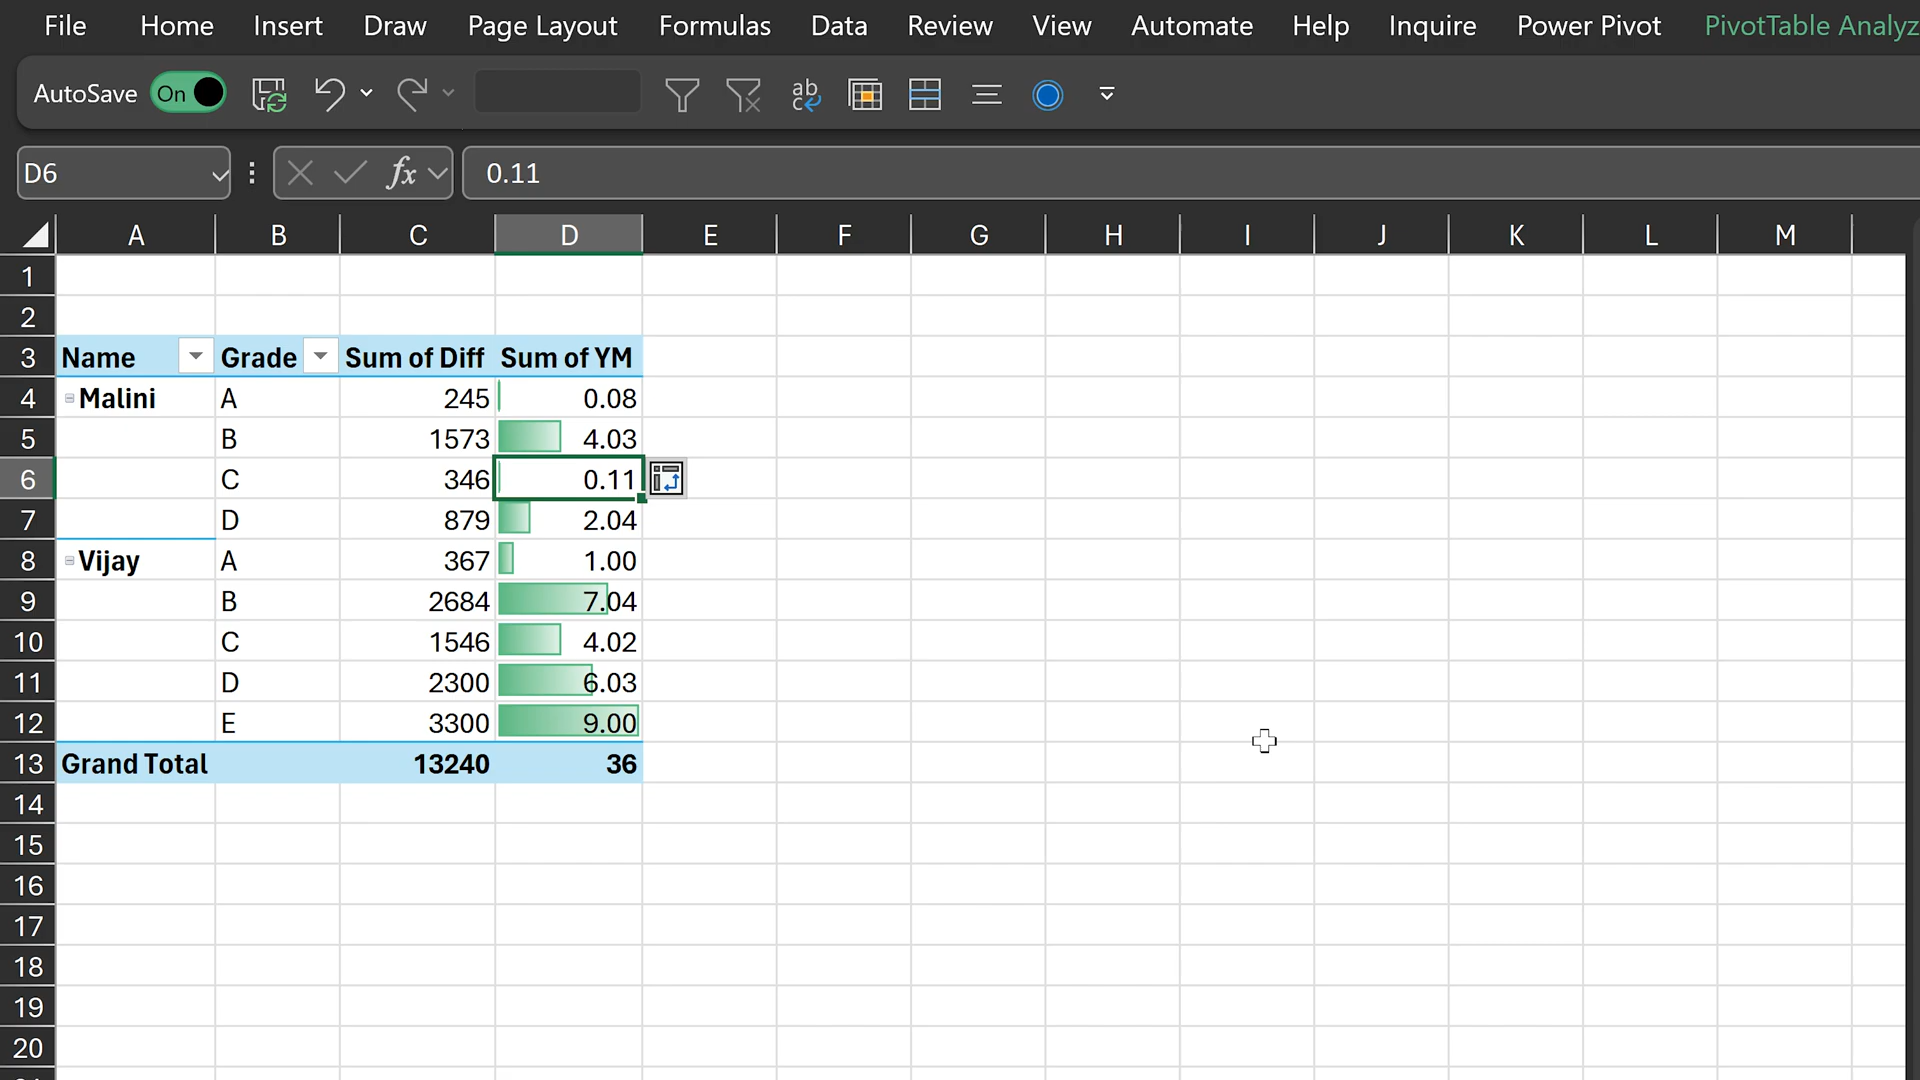 File Home Insert Draw Page Layout Formulas Data Review View Automate Help Inquire Power Pivot PivotTable Analyz
AutoSave On
D6 fx 0.11
A B C D E F G H I J K L M
1
2
3 Name Grade Sum of Diff Sum of YM
4 Malini A 245 0.08
5 B 1573 4.03
6 C 346 0.11
7 D 879 2.04
8 Vijay A 367 1.00
9 B 2684 7.04
10 C 1546 4.02
11 D 2300 6.03
12 E 3300 9.00
13 Grand Total 13240 36
14
15
16
17
18
19
20